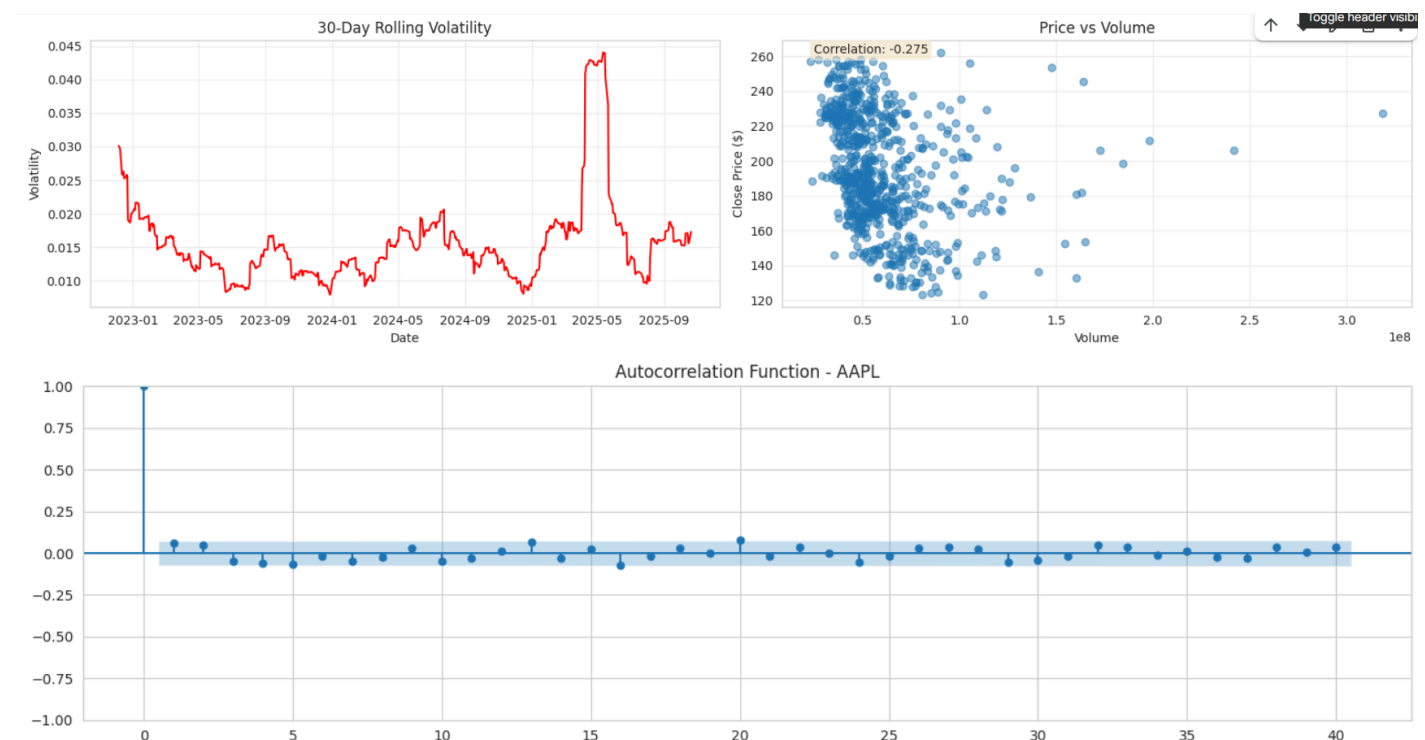 Toggle header visibi
30-Day Rolling Volatility
Price vs Volume
Correlation: -0.275
0.045
0.040
0.035
0.030
0.025
0.020
0.015
0.010
Volatility
2023-01 2023-05 2023-09 2024-01 2024-05 2024-09 2025-01 2025-05 2025-09
Date
260
240
220
200
180
160
140
120
Close Price ($)
0.5 1.0 1.5 2.0 2.5 3.0
1e8
Volume
Autocorrelation Function - AAPL
1.00
0.75
0.50
0.25
0.00
−0.25
−0.50
−0.75
−1.00
0 5 10 15 20 25 30 35 40